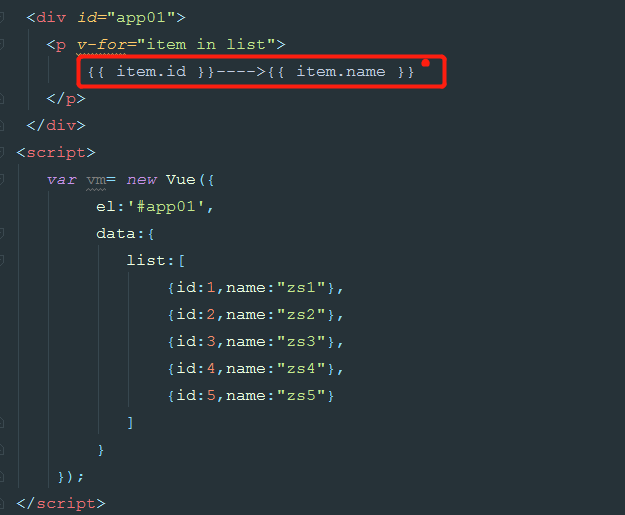 <div id="app01">
<p v-for="item in list">
{{ item.id }}---->{{ item.name }}
</p>
</div>
<script>
var vm= new Vue({
el:'#app01',
data:{
list:[
{id:1,name:"zs1"},
{id:2,name:"zs2"},
{id:3,name:"zs3"},
{id:4,name:"zs4"},
{id:5,name:"zs5"}
]
}
});
</script>